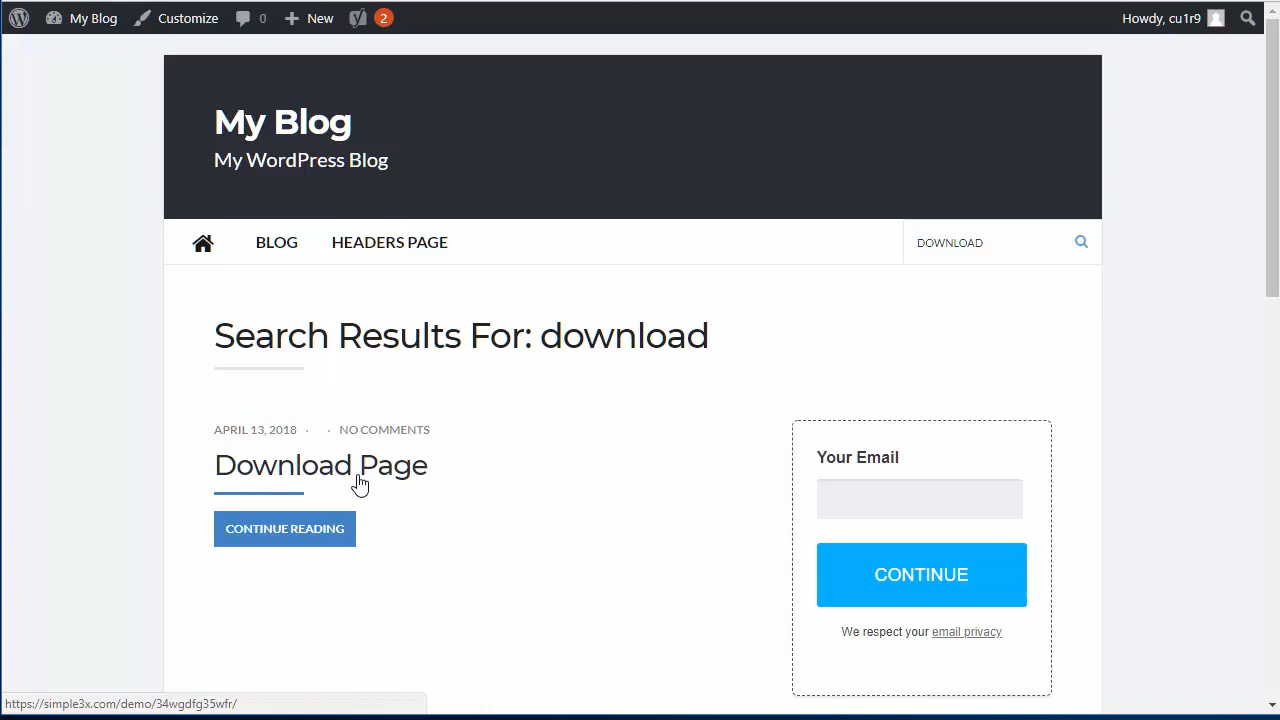 My Blog Customize 0 New 2 Howdy, cu1r9
My Blog
My WordPress Blog
BLOG HEADERS PAGE DOWNLOAD
Search Results For: download
APRIL 13, 2018 · · NO COMMENTS
Download Page
CONTINUE READING
Your Email
CONTINUE
We respect your email privacy
https://simple3x.com/demo/34wgdfg35wfr/